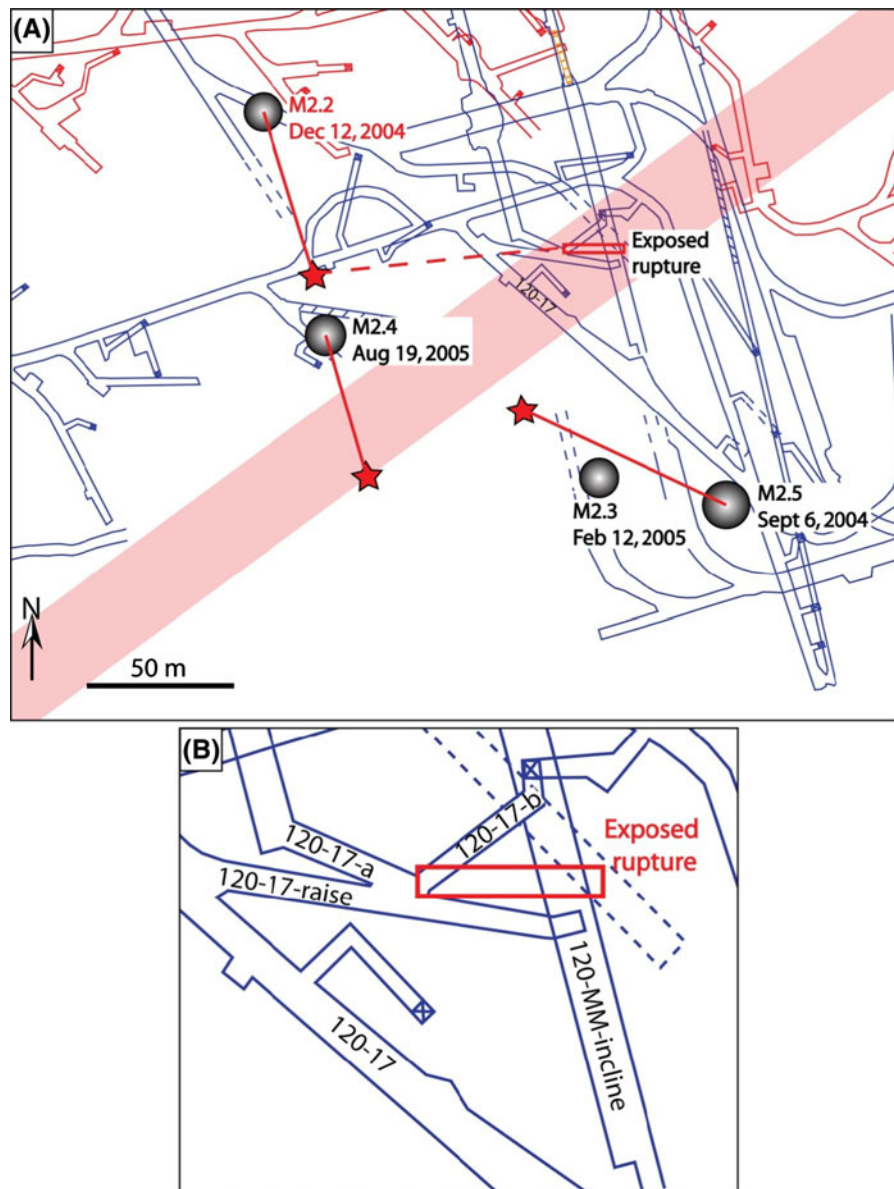 (A)
M2.2
Dec 12, 2004
Exposed
rupture
120-17
M2.4
Aug 19, 2005
M2.3
Feb 12, 2005
M2.5
Sept 6, 2004
N
50 m
(B)
120-17-a
120-17-b
Exposed
rupture
120-17-raise
120-17
120-MM-incline